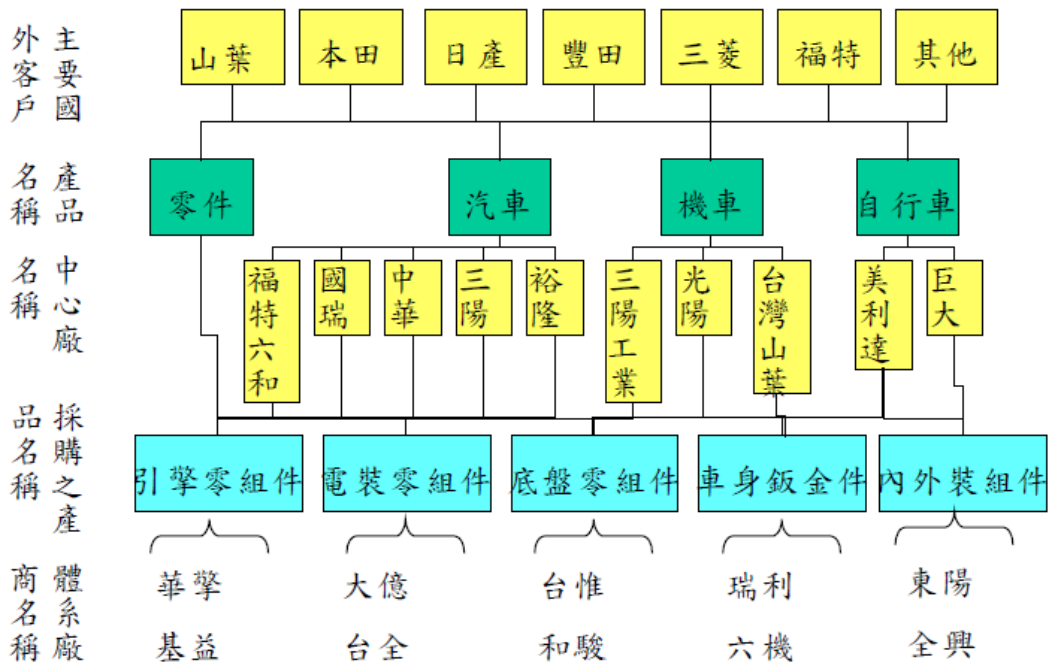 主要國外客戶
山葉
本田
日產
豐田
三菱
福特
其他
產品名稱
零件
汽車
機車
自行車
中心廠名稱
福特六和
國瑞
中華
三陽
裕隆
三陽工業
光陽
台灣山葉
美利達
巨大
採購之產品名稱
引擎零組件
電裝零組件
底盤零組件
車身鈑金件
內外裝組件
體系廠商名稱
華擎
大億
台惟
瑞利
東陽
基益
台全
和駿
六機
全興